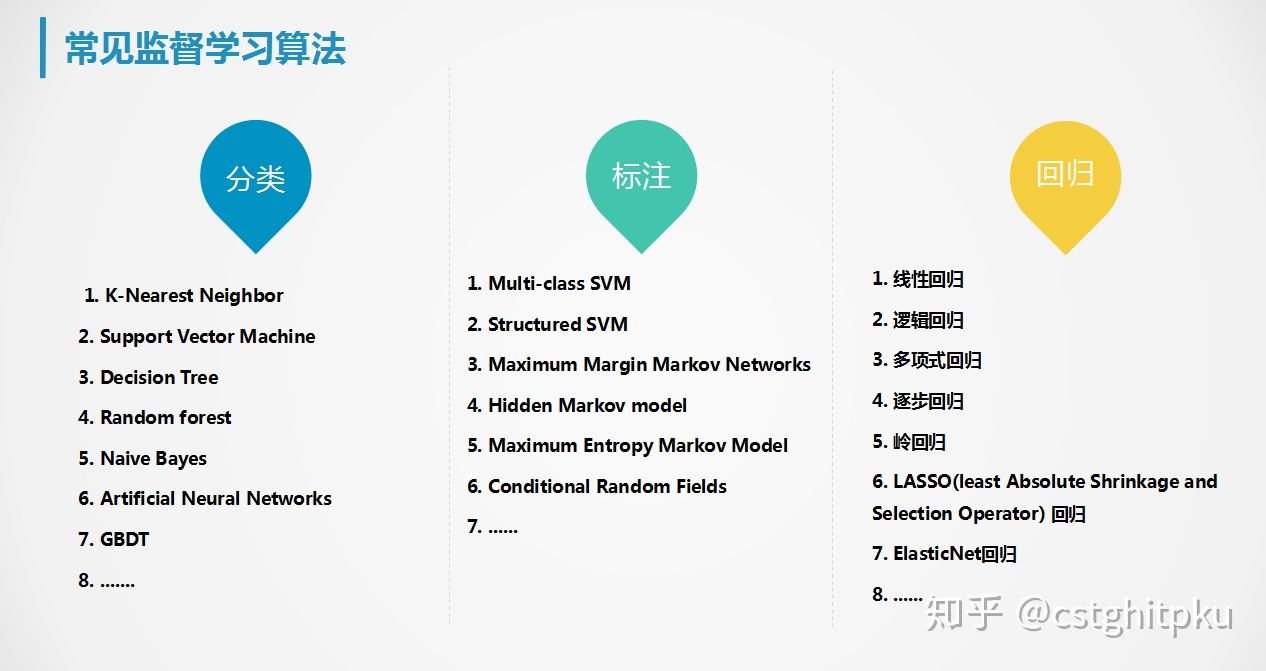 常见监督学习算法
分类
1. K-Nearest Neighbor
2. Support Vector Machine
3. Decision Tree
4. Random forest
5. Naive Bayes
6. Artificial Neural Networks
7. GBDT
8. .......
标注
1. Multi-class SVM
2. Structured SVM
3. Maximum Margin Markov Networks
4. Hidden Markov model
5. Maximum Entropy Markov Model
6. Conditional Random Fields
7. ......
回归
1. 线性回归
2. 逻辑回归
3. 多项式回归
4. 逐步回归
5. 岭回归
6. LASSO(least Absolute Shrinkage and
Selection Operator) 回归
7. ElasticNet回归
8. ......
知乎 @cstghitpku